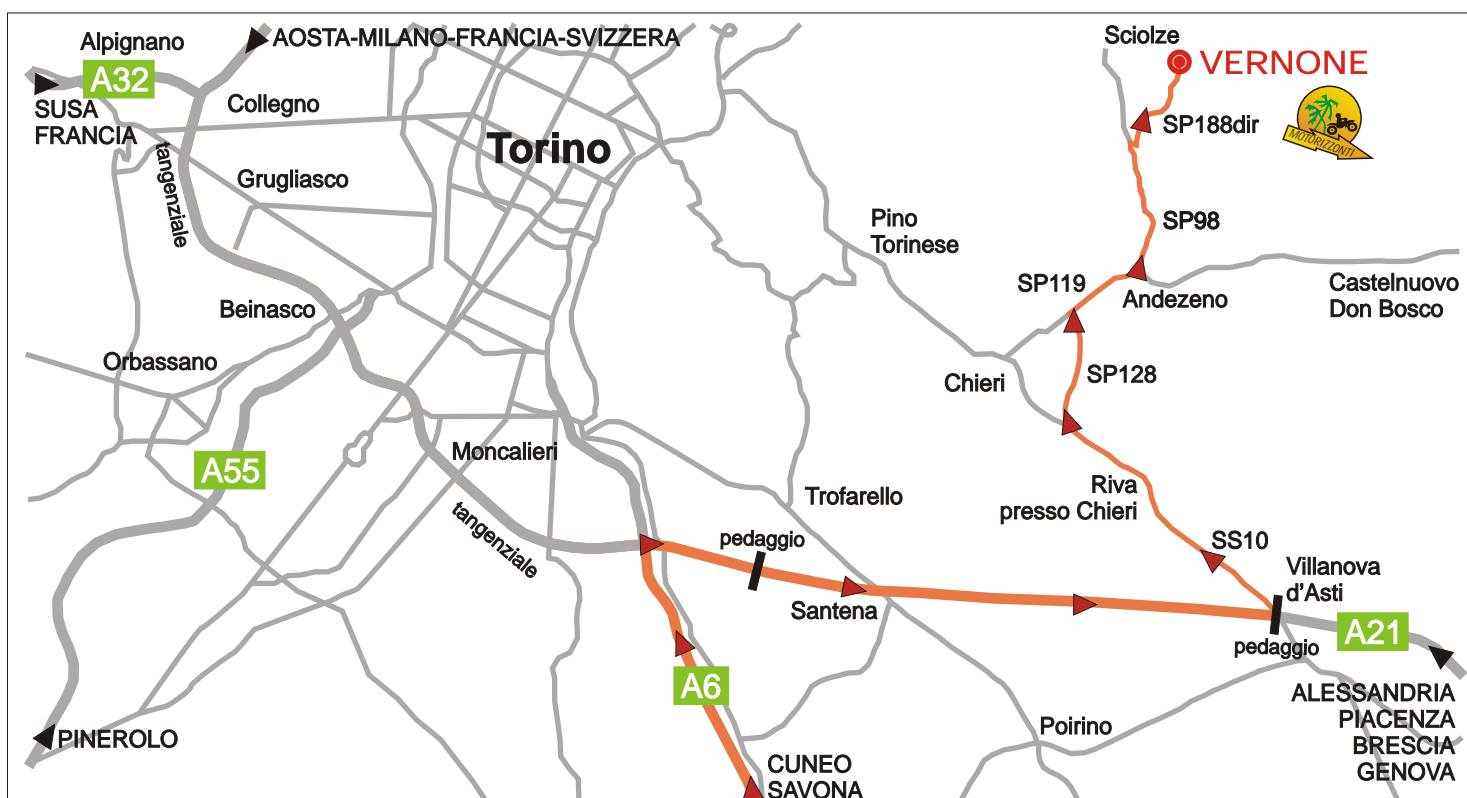 Alpignano
AOSTA-MILANO-FRANCIA-SVIZZERA
Sciolze
VERNONE
A32
SUSA
FRANCIA
Collegno
SP188dir
MOTORIZZONTI
tangenziale
Torino
Grugliasco
Pino
Torinese
SP98
SP119
Andezeno
Castelnuovo
Don Bosco
Beinasco
Orbassano
Chieri
SP128
A55
Moncalieri
Trofarello
Riva
presso Chieri
tangenziale
pedaggio
SS10
Villanova
d'Asti
Santena
A21
pedaggio
A6
ALESSANDRIA
PIACENZA
BRESCIA
GENOVA
Poirino
PINEROLO
CUNEO
SAVONA